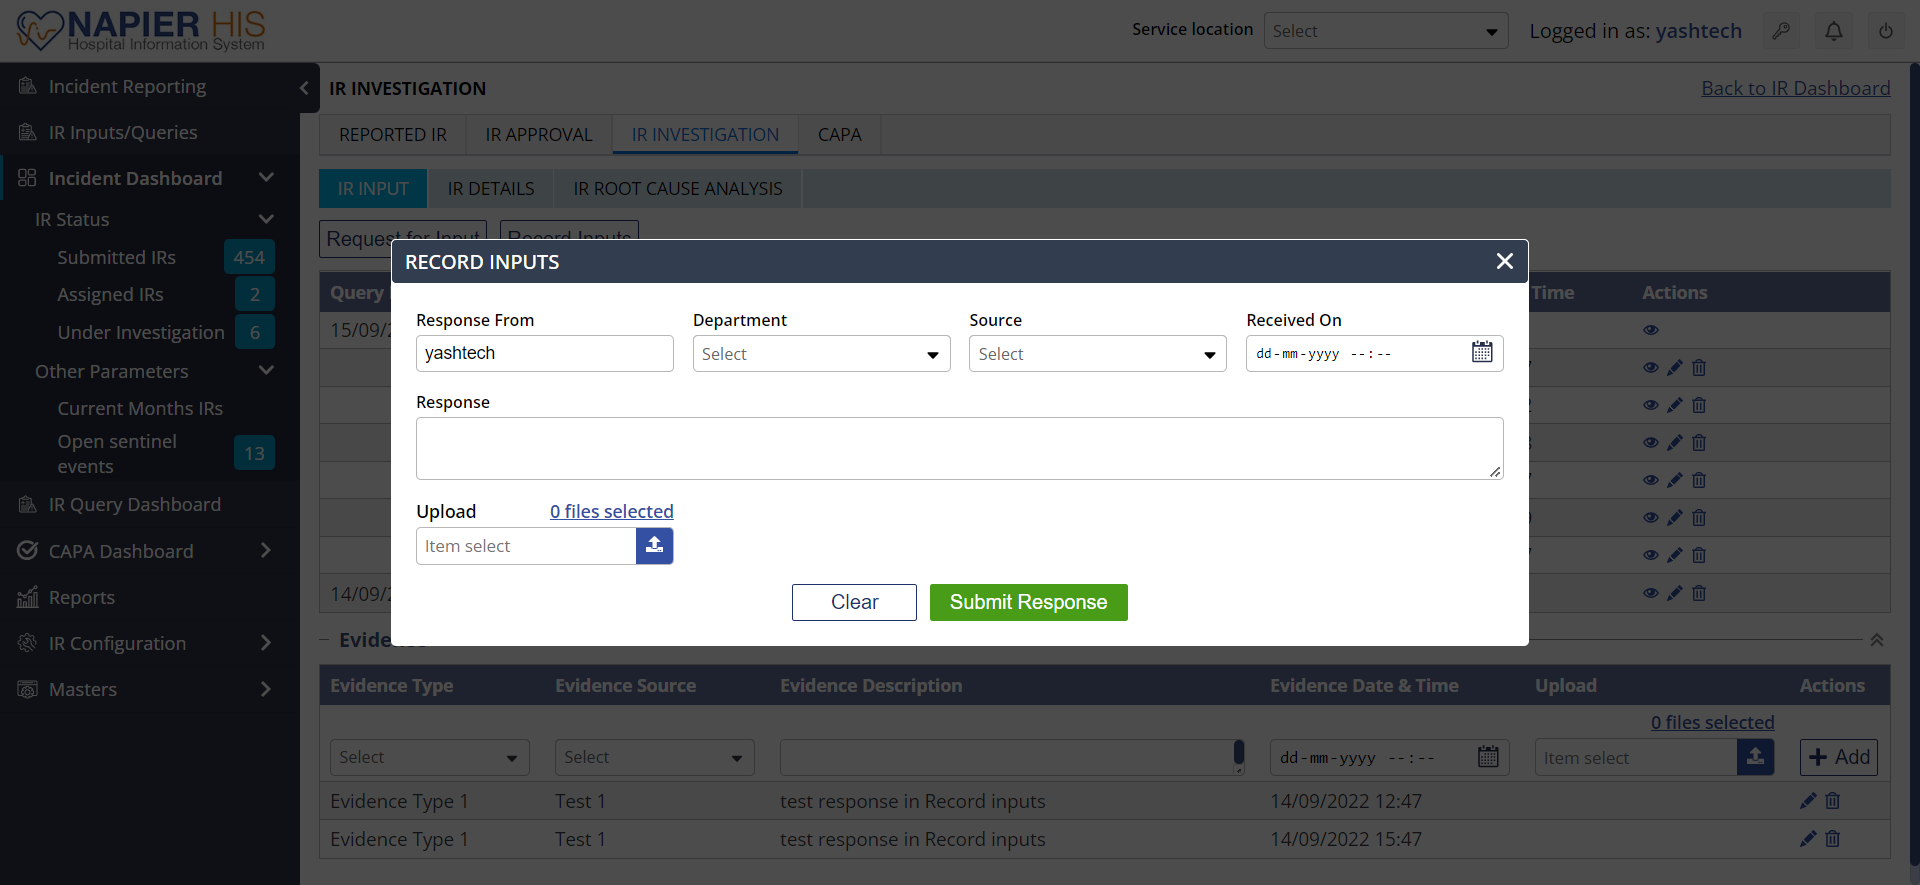 NAPIER HIS
Hospital Information System
Service location
Select
Logged in as: yashtech
Incident Reporting
IR Inputs/Queries
Incident Dashboard
IR Status
Submitted IRs 454
Assigned IRs 2
Under Investigation 6
Other Parameters
Current Months IRs
Open sentinel
events
13
IR Query Dashboard
CAPA Dashboard
Reports
IR Configuration
Masters
IR INVESTIGATION
Back to IR Dashboard
REPORTED IR IR APPROVAL IR INVESTIGATION CAPA
IR INPUT IR DETAILS IR ROOT CAUSE ANALYSIS
Request for Input Record Inputs
Query
Time Actions
15/09/2
14/09/2
RECORD INPUTS
Response From Department Source Received On
yashtech Select Select dd-mm-yyyy --:--
Response
Upload 0 files selected
Item select
Clear Submit Response
Evidence
Evidence Type Evidence Source Evidence Description Evidence Date & Time Upload Actions
0 files selected
Select Select dd-mm-yyyy --:-- Item select + Add
Evidence Type 1 Test 1 test response in Record inputs 14/09/2022 12:47
Evidence Type 1 Test 1 test response in Record inputs 14/09/2022 15:47